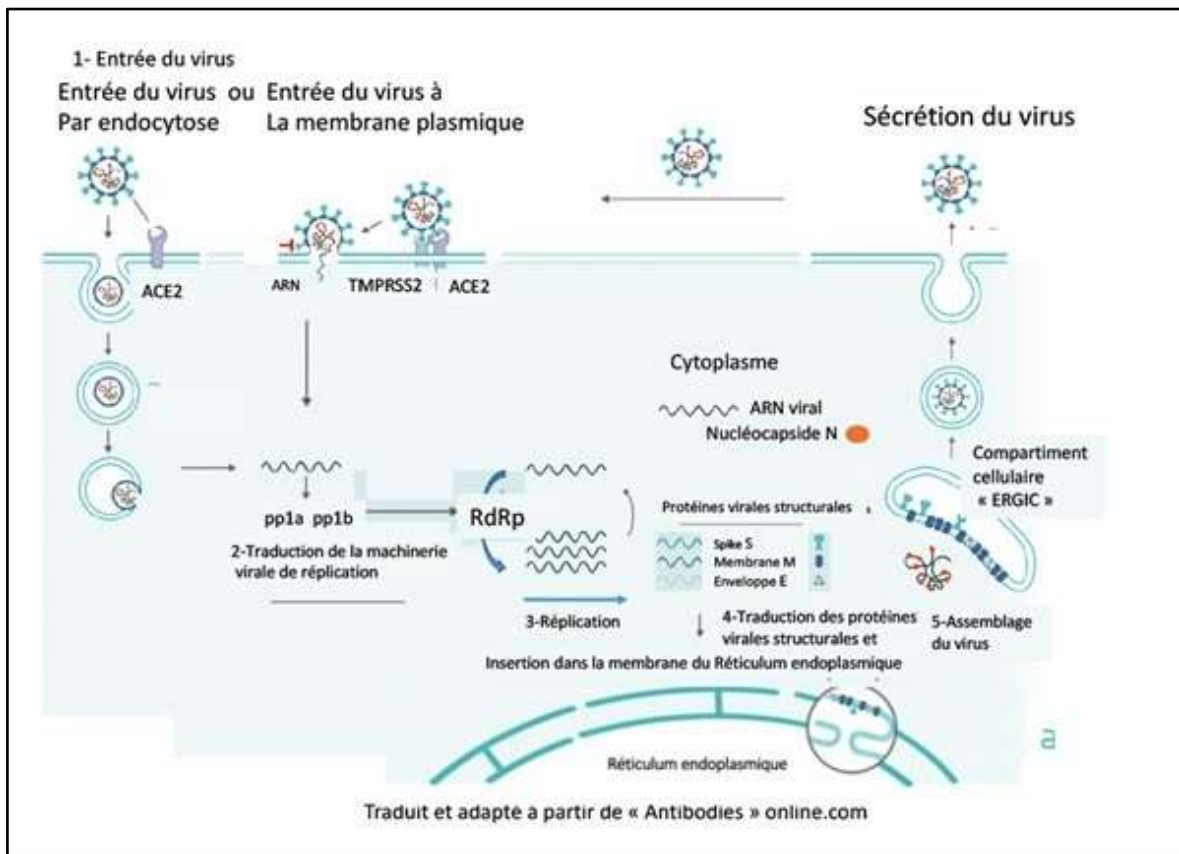 1- Entrée du virus
Entrée du virus ou Entrée du virus à
Par endocytose La membrane plasmique
Sécrétion du virus
ACE2
ARN
TMPRSS2
ACE2
Cytoplasme
ARN viral
Nucléocapside N
Compartiment
cellulaire
« ERGIC »
pp1a pp1b
RdRp
Protéines virales structurales
Spike S
Membrane M
Enveloppe E
2-Traduction de la machinerie
virale de réplication
3-Réplication
4-Traduction des protéines
virales structurales et
Insertion dans la membrane du Réticulum endoplasmique
5-Assemblage
du virus
Réticulum endoplasmique
a
Traduit et adapté à partir de « Antibodies » online.com